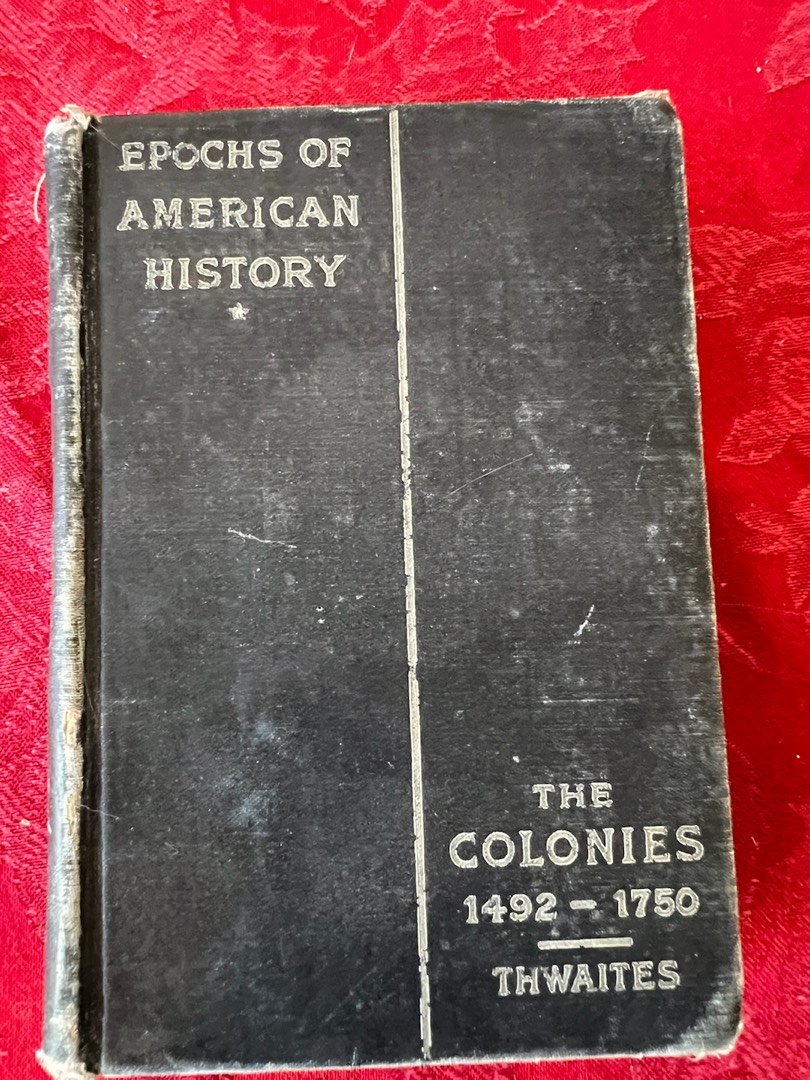 EPOCHS OF
AMERICAN
HISTORY
THE
COLONIES
1492 – 1750
THWAITES